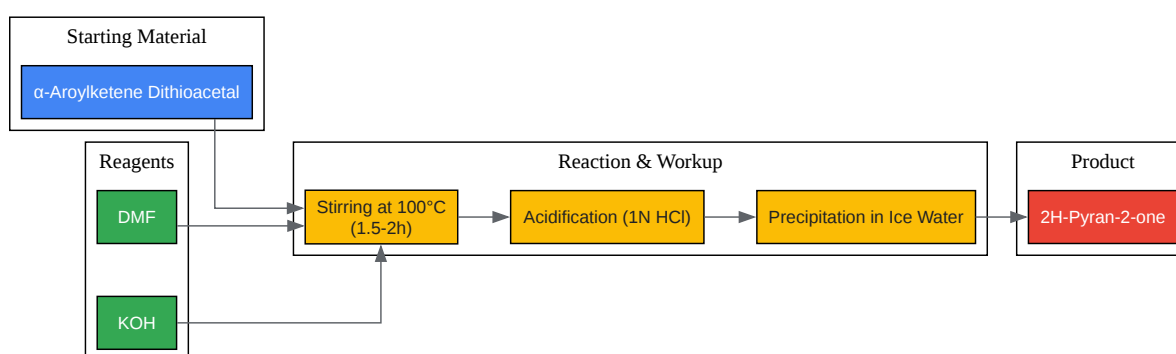 Starting Material
α-Aroylketene Dithioacetal
Reagents
DMF
KOH
Reaction & Workup
Stirring at 100°C
(1.5-2h)
Acidification (1N HCl)
Precipitation in Ice Water
Product
2H-Pyran-2-one